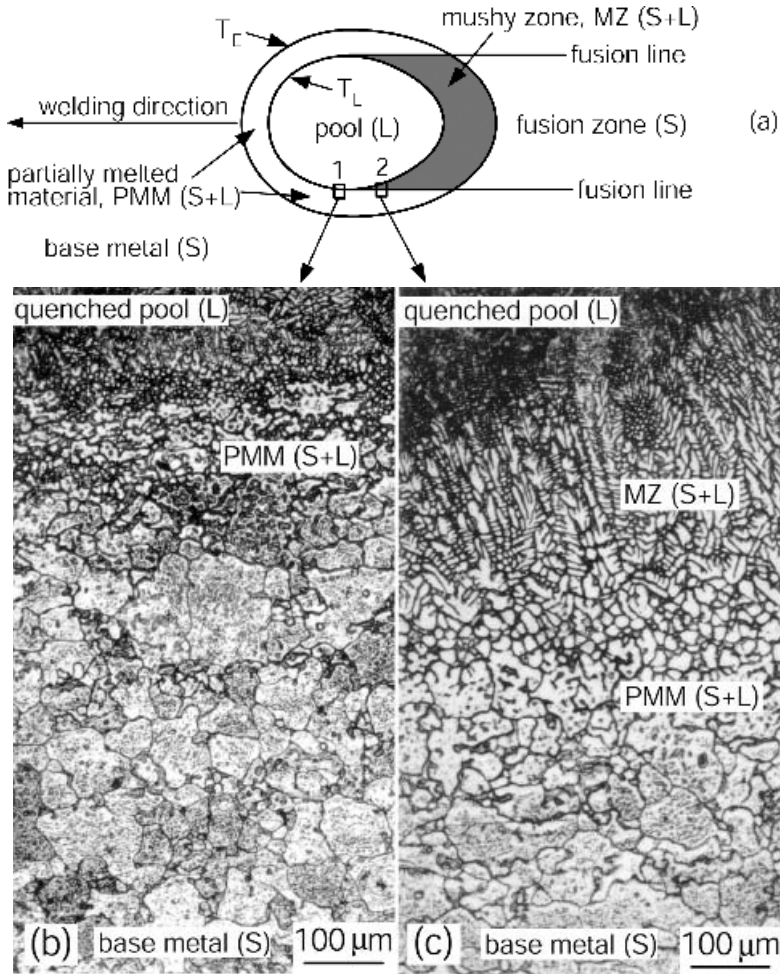 mushy zone, MZ (S+L)
T_E
fusion line
T_L
welding direction
pool (L)
fusion zone (S)
(a)
partially melted
material, PMM (S+L)
1
2
fusion line
base metal (S)
quenched pool (L)
quenched pool (L)
PMM (S+L)
MZ (S+L)
PMM (S+L)
(b)
base metal (S)
100 µm
(c)
base metal (S)
100 µm